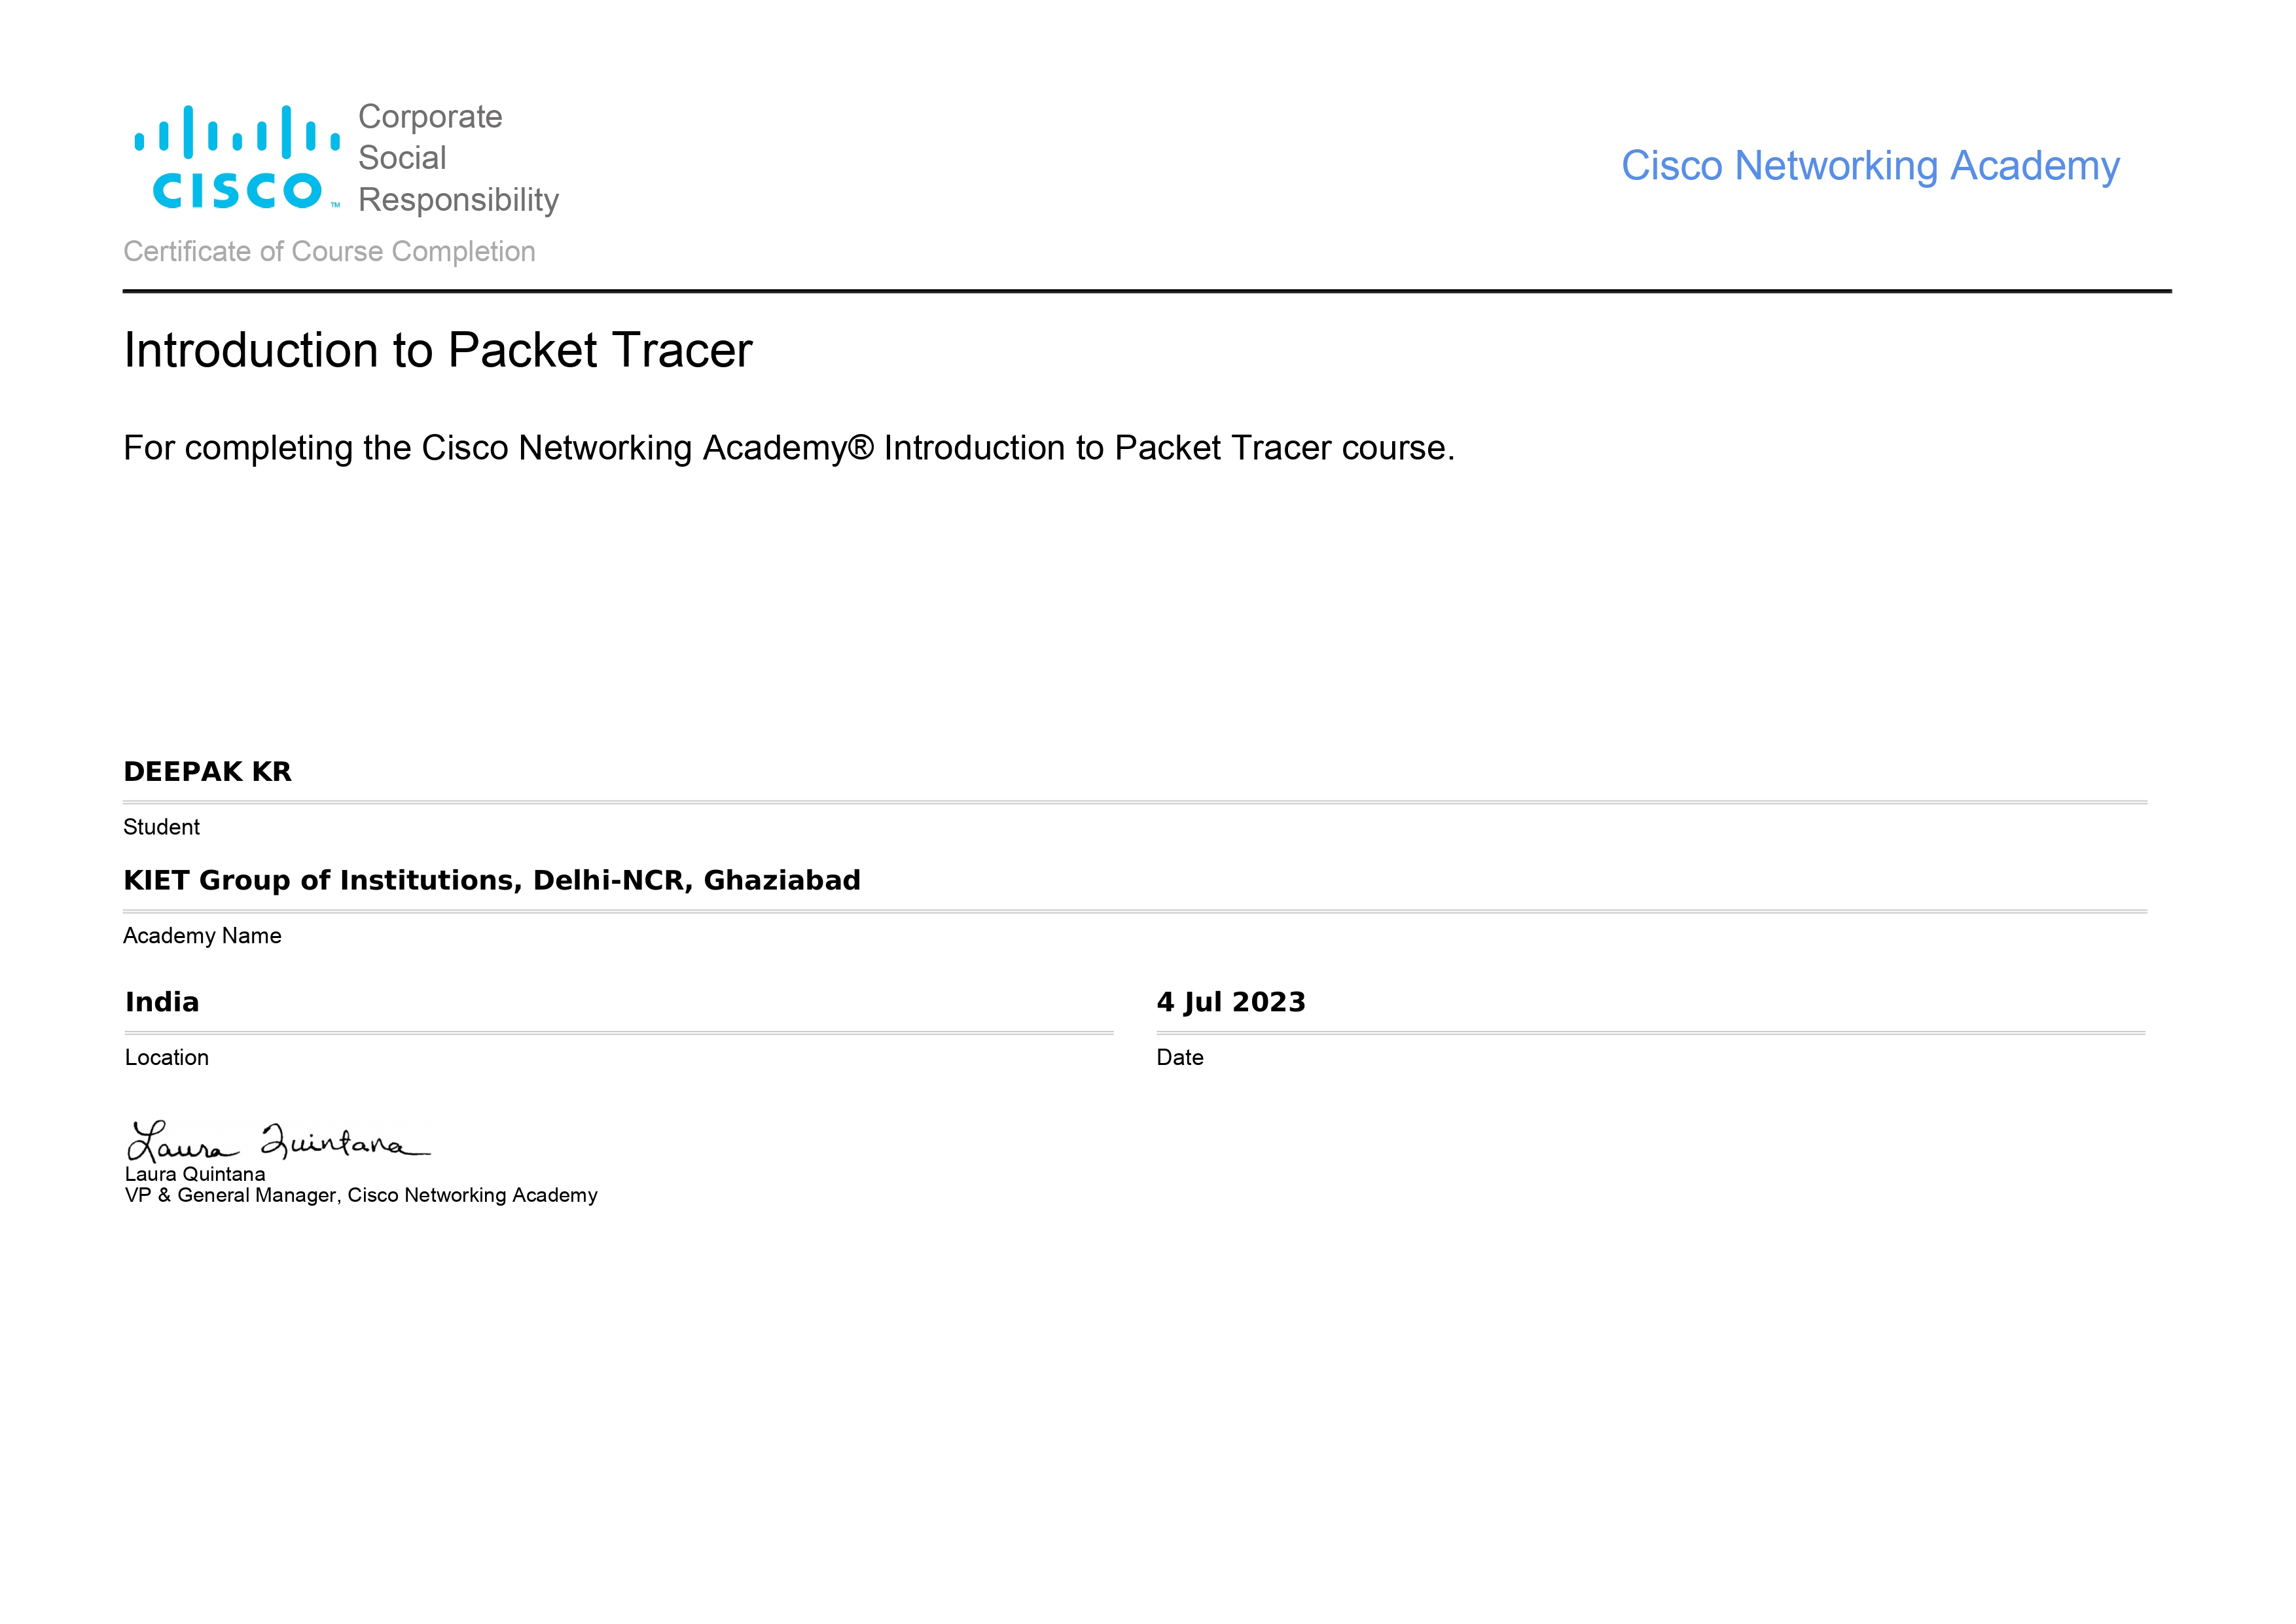 Corporate
Social
Responsibility
CISCO™
Cisco Networking Academy
Certificate of Course Completion
Introduction to Packet Tracer
For completing the Cisco Networking Academy® Introduction to Packet Tracer course.
DEEPAK KR
Student
KIET Group of Institutions, Delhi-NCR, Ghaziabad
Academy Name
India
4 Jul 2023
Location
Date
Laura Quintana
Laura Quintana
VP & General Manager, Cisco Networking Academy